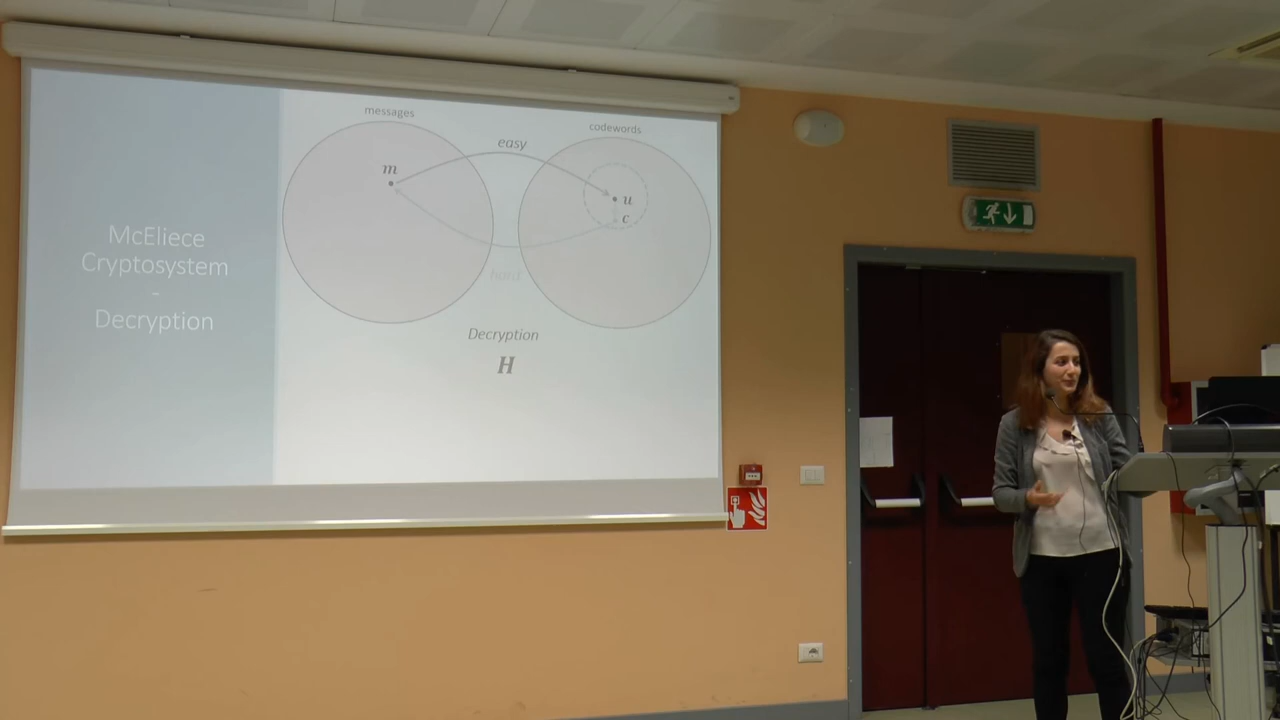 McEliece
Cryptosystem
-
Decryption
messages
codewords
easy
m
u
c
hard
Decryption
H